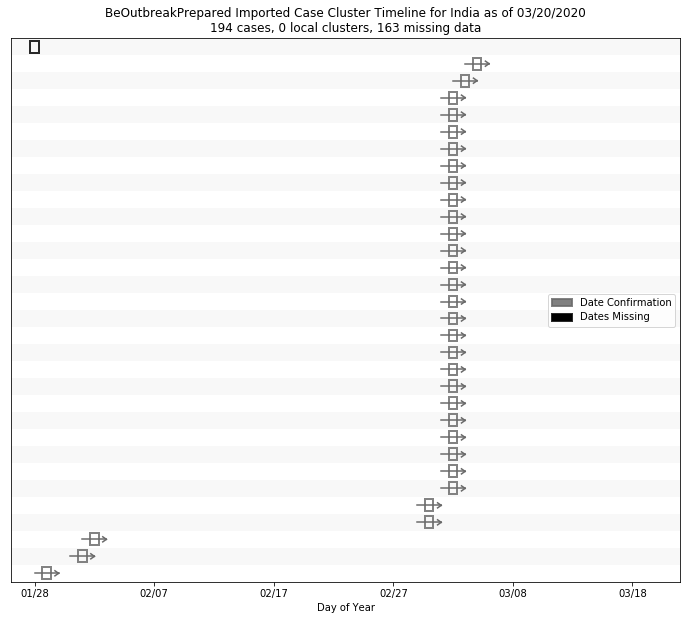 BeOutbreakPrepared Imported Case Cluster Timeline for India as of 03/20/2020
194 cases, 0 local clusters, 163 missing data
Date Confirmation
Dates Missing
01/28 02/07 02/17 02/27 03/08 03/18
Day of Year